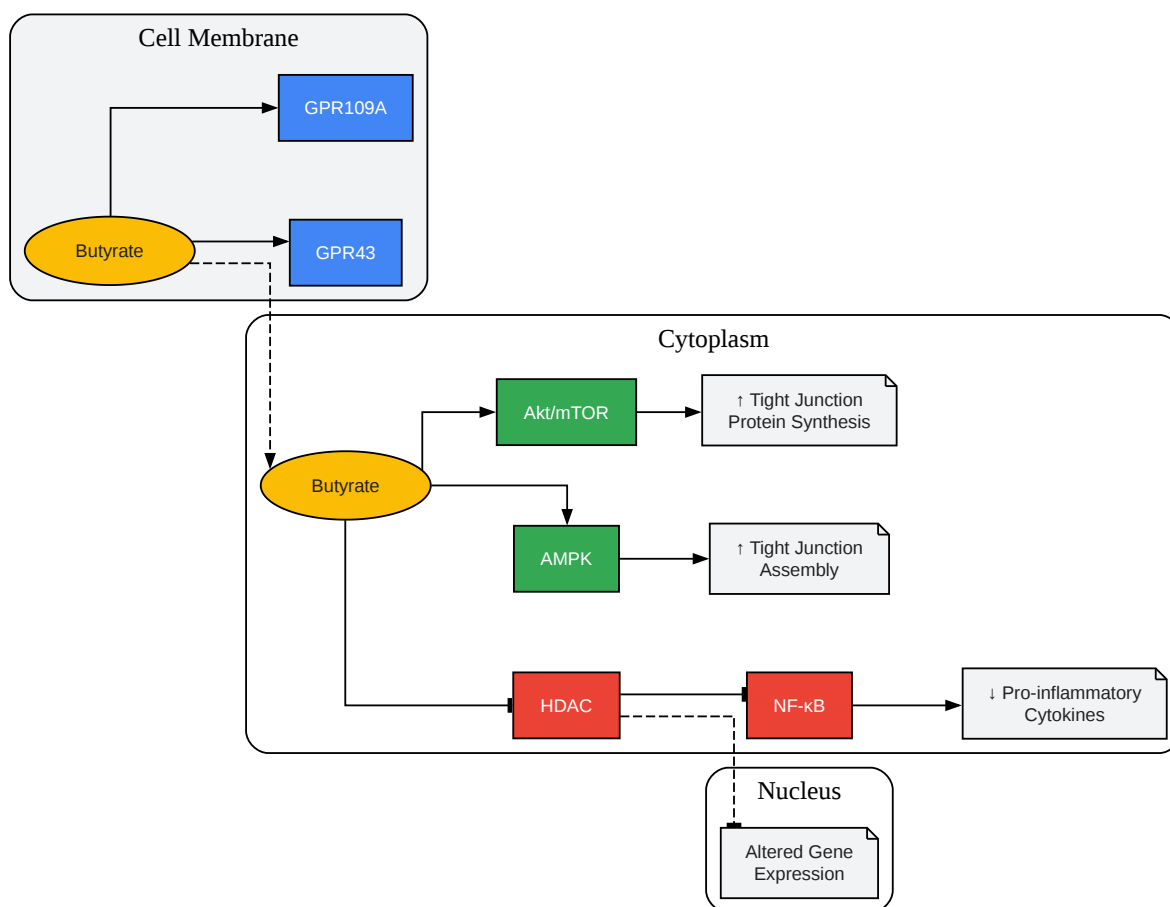 Cell Membrane
GPR109A
Butyrate
GPR43
Cytoplasm
Akt/mTOR
↑ Tight Junction
Protein Synthesis
Butyrate
AMPK
↑ Tight Junction
Assembly
HDAC
NF-κB
↓ Pro-inflammatory
Cytokines
Nucleus
Altered Gene
Expression